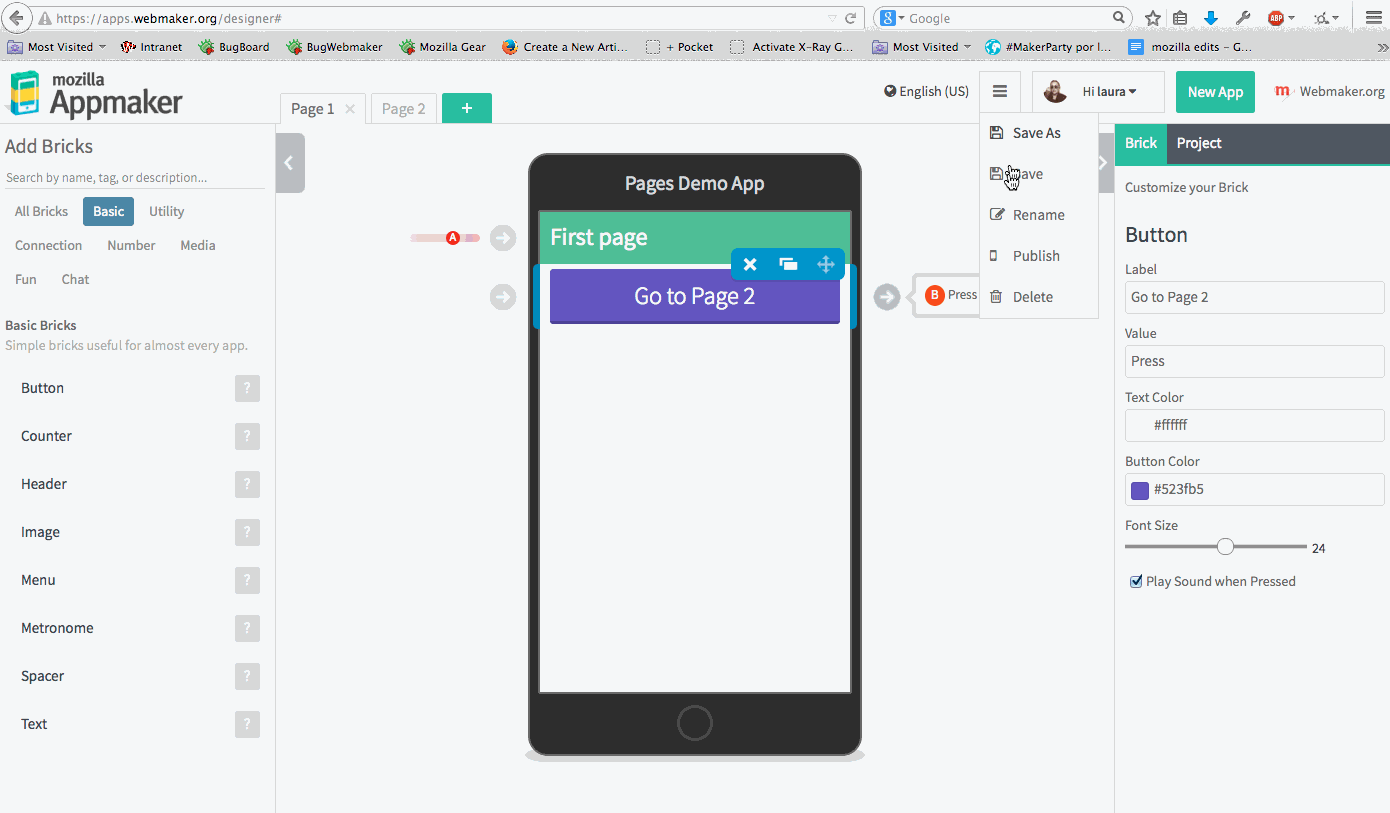 https://apps.webmaker.org/designer#
Google
ABP
Most Visited
Intranet
BugBoard
BugWebmaker
Mozilla Gear
Create a New Arti...
+ Pocket
Activate X-Ray G...
Most Visited
#MakerParty por l...
mozilla edits – G...
mozilla
Appmaker
Page 1
Page 2
+
English (US)
Hi laura
New App
Webmaker.org
Add Bricks
Search by name, tag, or description...
All Bricks
Basic
Utility
Connection
Number
Media
Fun
Chat
Basic Bricks
Simple bricks useful for almost every app.
Button ?
Counter ?
Header ?
Image ?
Menu ?
Metronome ?
Spacer ?
Text ?
Pages Demo App
A
First page
Go to Page 2
B Press
Save As
Save
Rename
Publish
Delete
Brick
Project
Customize your Brick
Button
Label
Go to Page 2
Value
Press
Text Color
#ffffff
Button Color
#523fb5
Font Size
24
Play Sound when Pressed